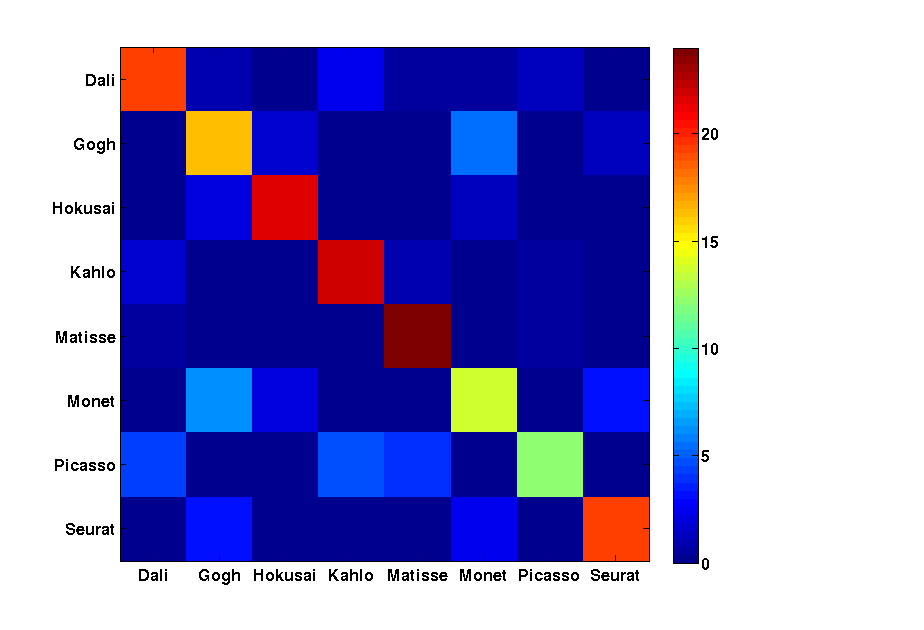 Dali
Gogh
Hokusai
Kahlo
Matisse
Monet
Picasso
Seurat
Dali Gogh Hokusai Kahlo Matisse Monet Picasso Seurat
20
15
10
5
0